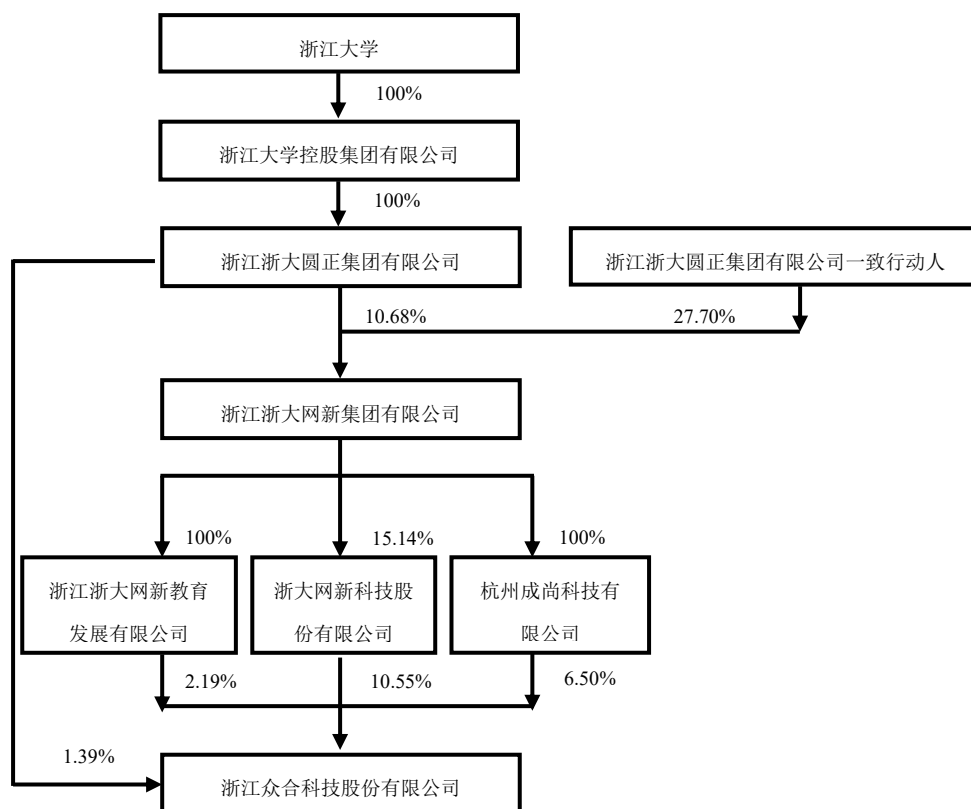 浙江大学
100%
浙江大学控股集团有限公司
100%
浙江浙大圆正集团有限公司
浙江浙大圆正集团有限公司一致行动人
10.68%
27.70%
浙江浙大网新集团有限公司
100%
15.14%
100%
浙江浙大网新教育
发展有限公司
浙大网新科技股
份有限公司
杭州成尚科技有
限公司
2.19%
10.55%
6.50%
1.39%
浙江众合科技股份有限公司